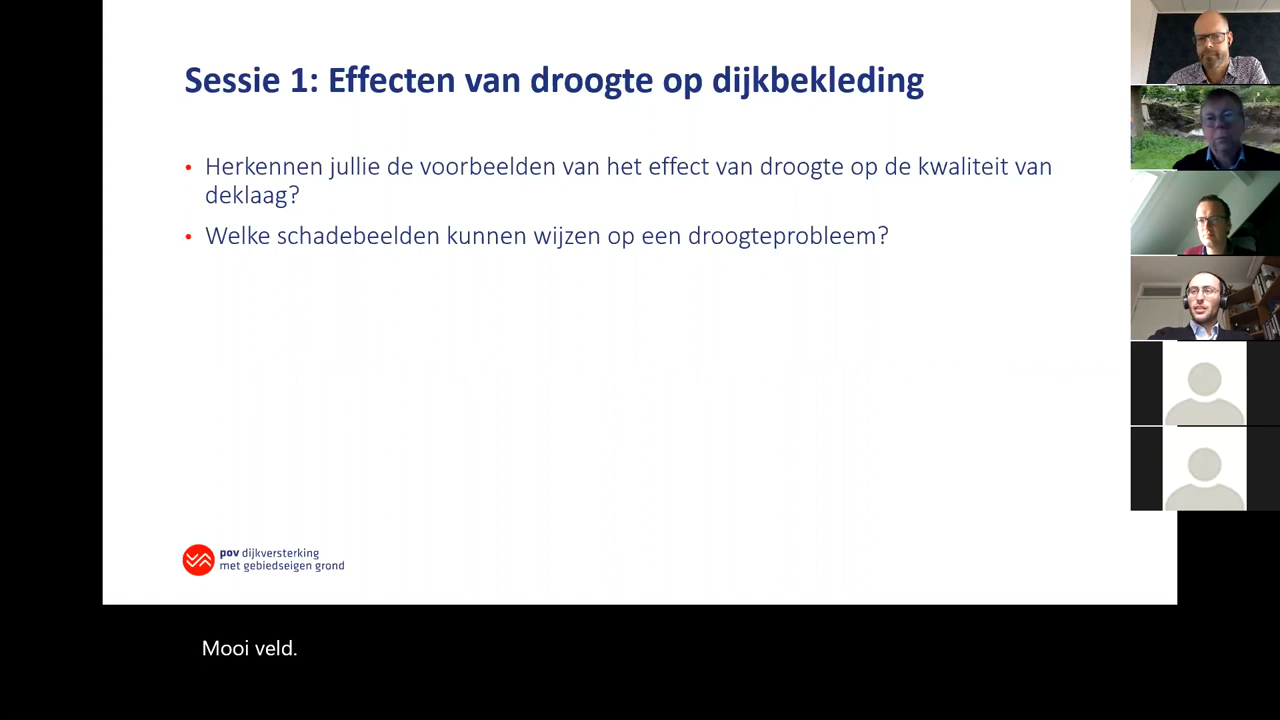 Sessie 1: Effecten van droogte op dijkbekleding
• Herkennen jullie de voorbeelden van het effect van droogte op de kwaliteit van
deklaag?
• Welke schadebeelden kunnen wijzen op een droogteprobleem?
pov dijkversterking
met gebiedseigen grond
Mooi veld.